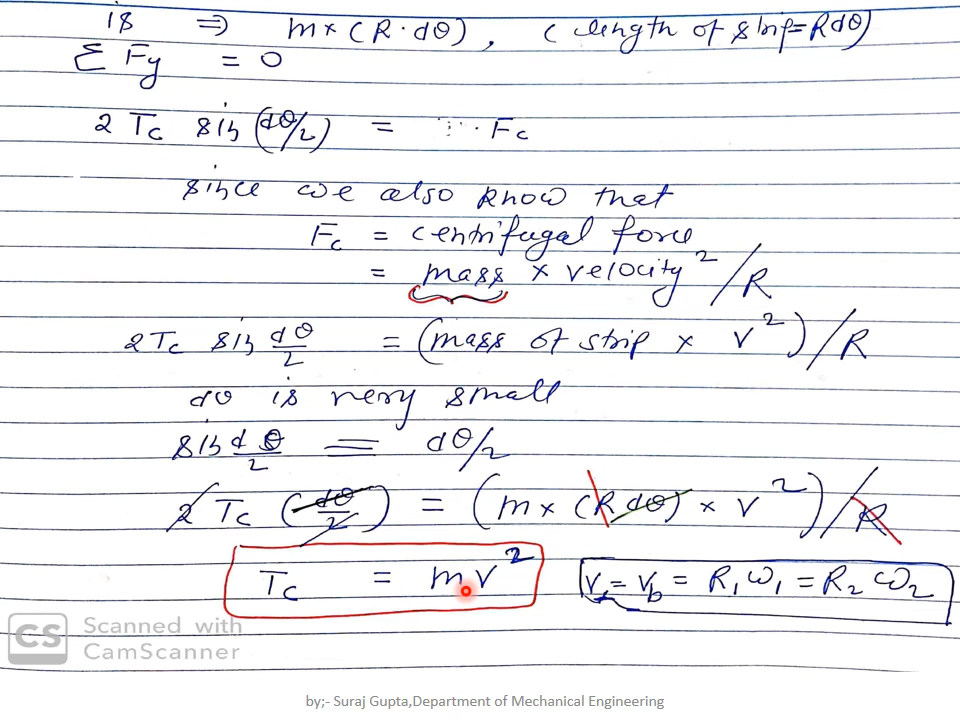 is ⇒ m × (R·dθ), (length of strip=Rdθ)
Σ Fy = 0
2 Tc sin (dθ/2) = Fc
since we also know that
Fc = centrifugal force
= mass × velocity²/R
2Tc sin dθ/2 = (mass of strip × v²)/R
dθ is very small
sin dθ/2 = dθ/2
2 Tc (dθ/2) = (m × (Rdθ) × v²)/R
Tc = mv² V = Vb = R₁ω₁ = R₂ω₂
CS Scanned with
CamScanner
by;- Suraj Gupta,Department of Mechanical Engineering